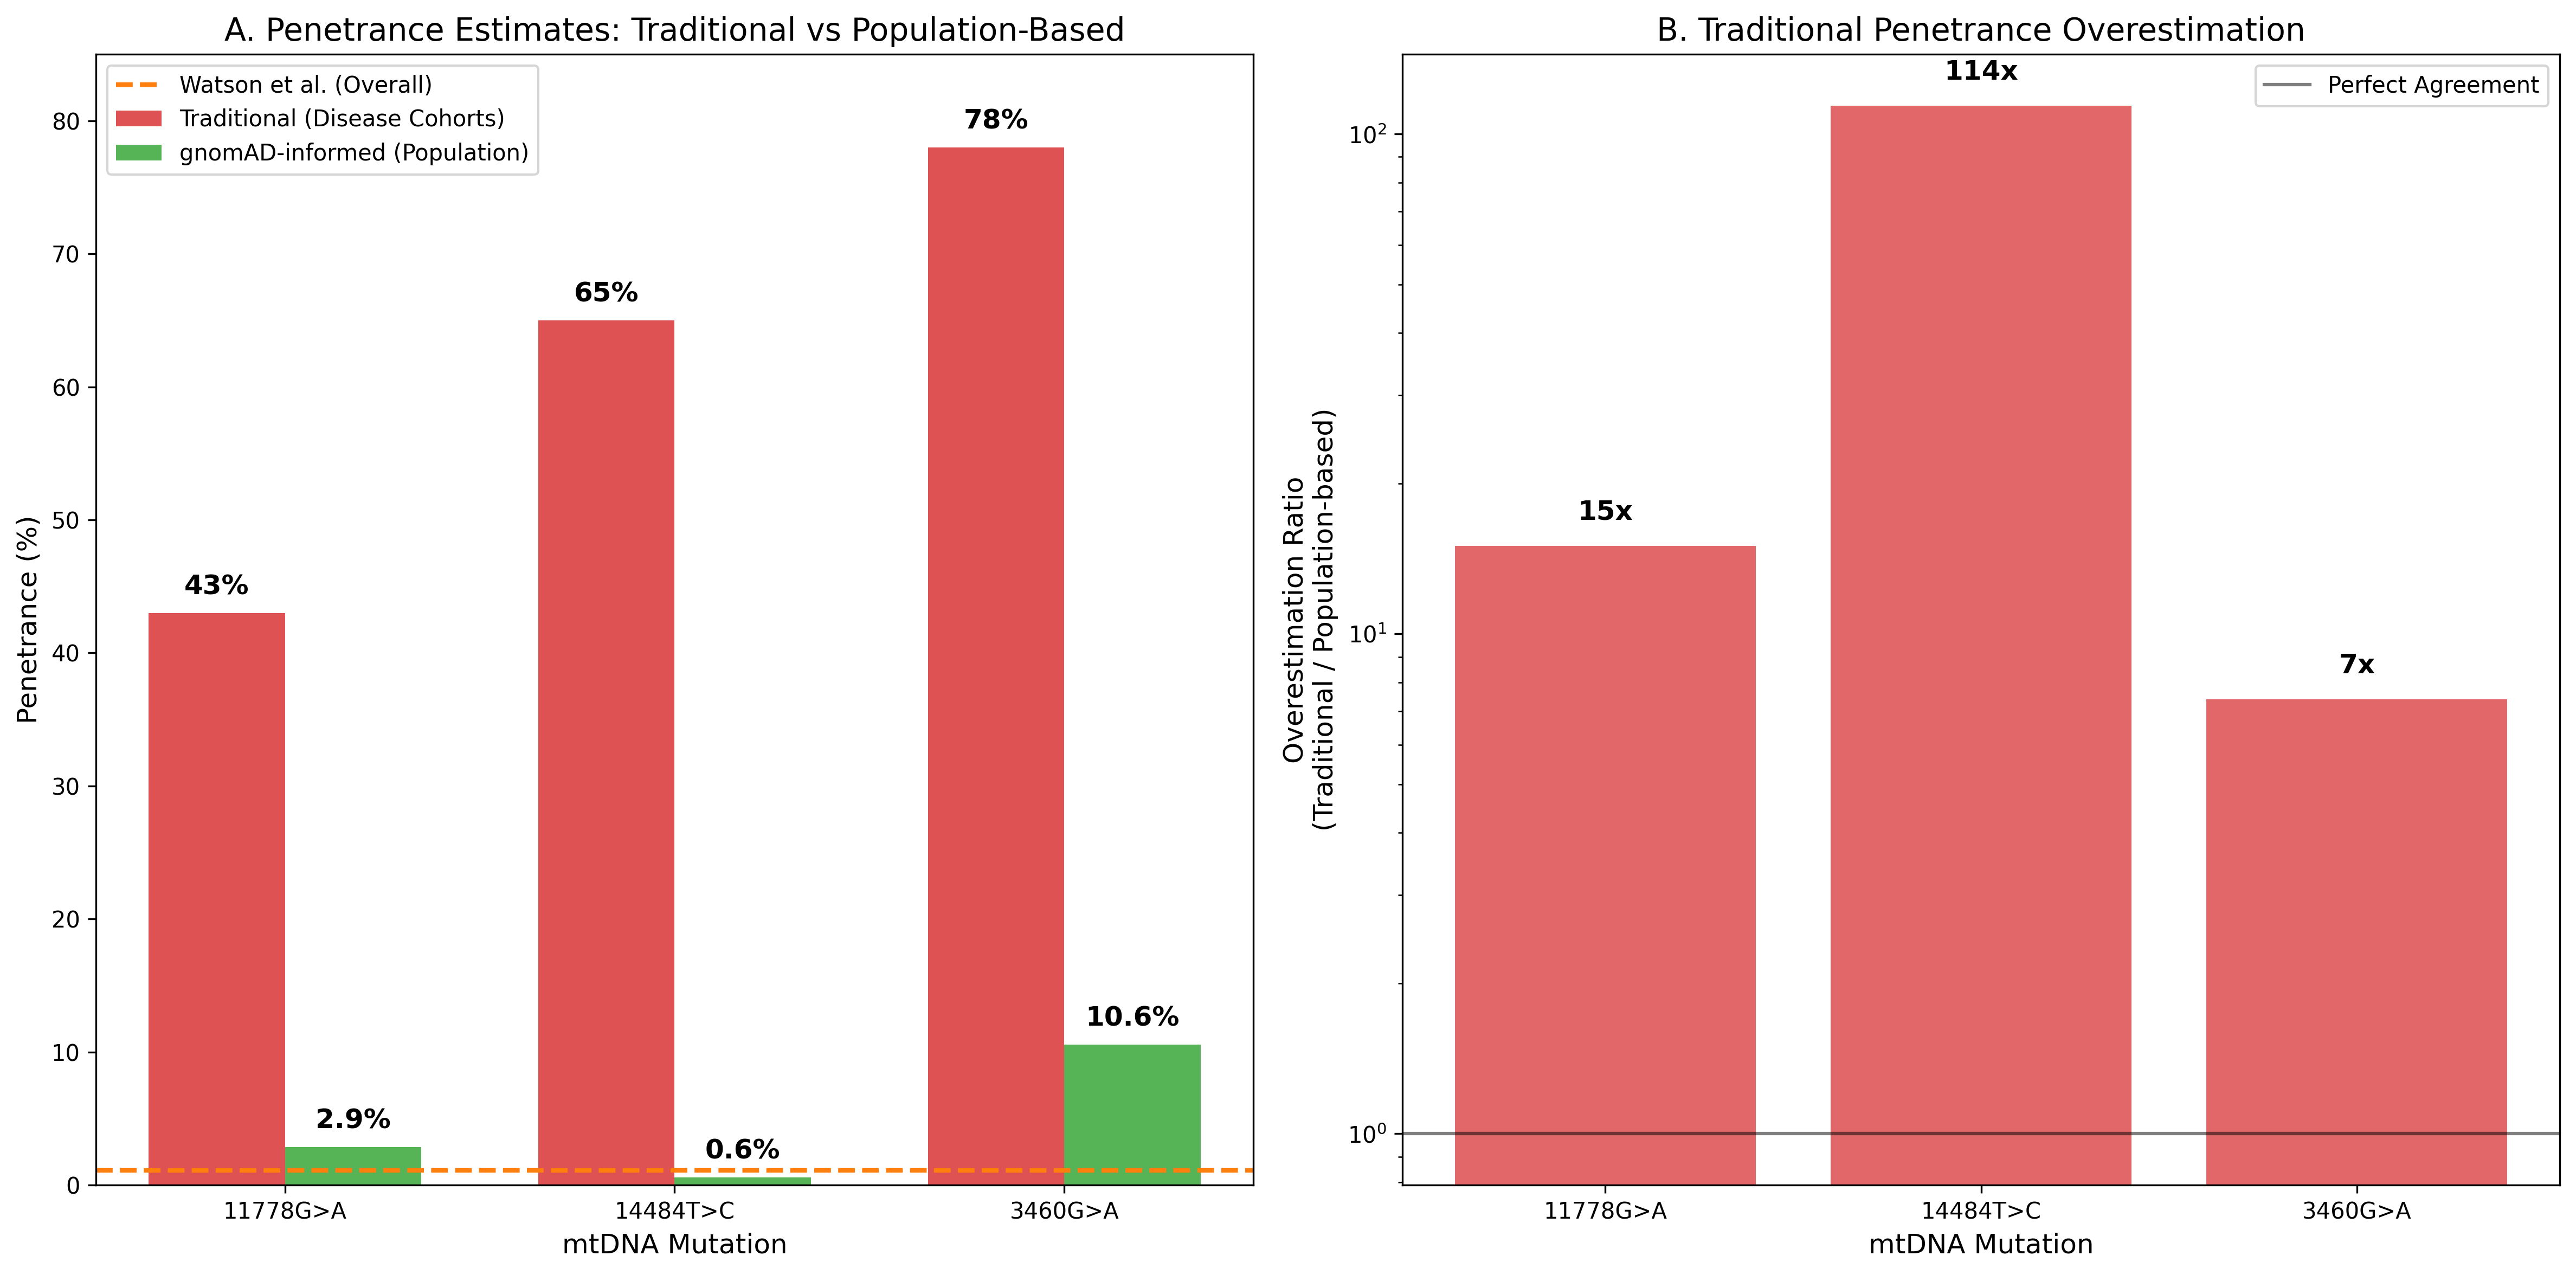 A. Penetrance Estimates: Traditional vs Population-Based
Watson et al. (Overall)
Traditional (Disease Cohorts)
gnomAD-informed (Population)
Penetrance (%)
80
70
60
50
40
30
20
10
0
43%
2.9%
65%
0.6%
78%
10.6%
11778G>A
14484T>C
3460G>A
mtDNA Mutation
B. Traditional Penetrance Overestimation
Perfect Agreement
Overestimation Ratio
(Traditional / Population-based)
10²
10¹
10⁰
15x
114x
7x
11778G>A
14484T>C
3460G>A
mtDNA Mutation